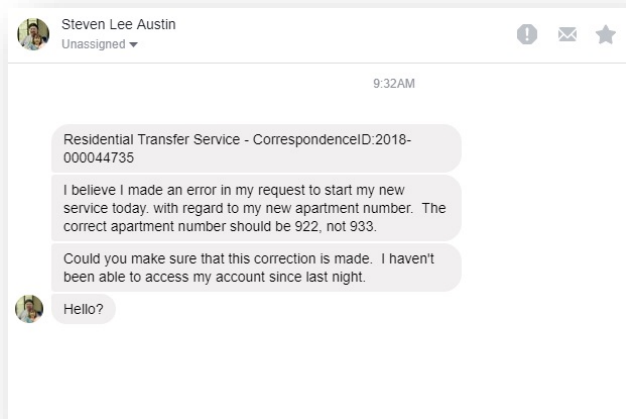 Steven Lee Austin
Unassigned
9:32AM
Residential Transfer Service - CorrespondenceID:2018-
000044735
I believe I made an error in my request to start my new
service today. with regard to my new apartment number. The
correct apartment number should be 922, not 933.
Could you make sure that this correction is made. I haven't
been able to access my account since last night.
Hello?